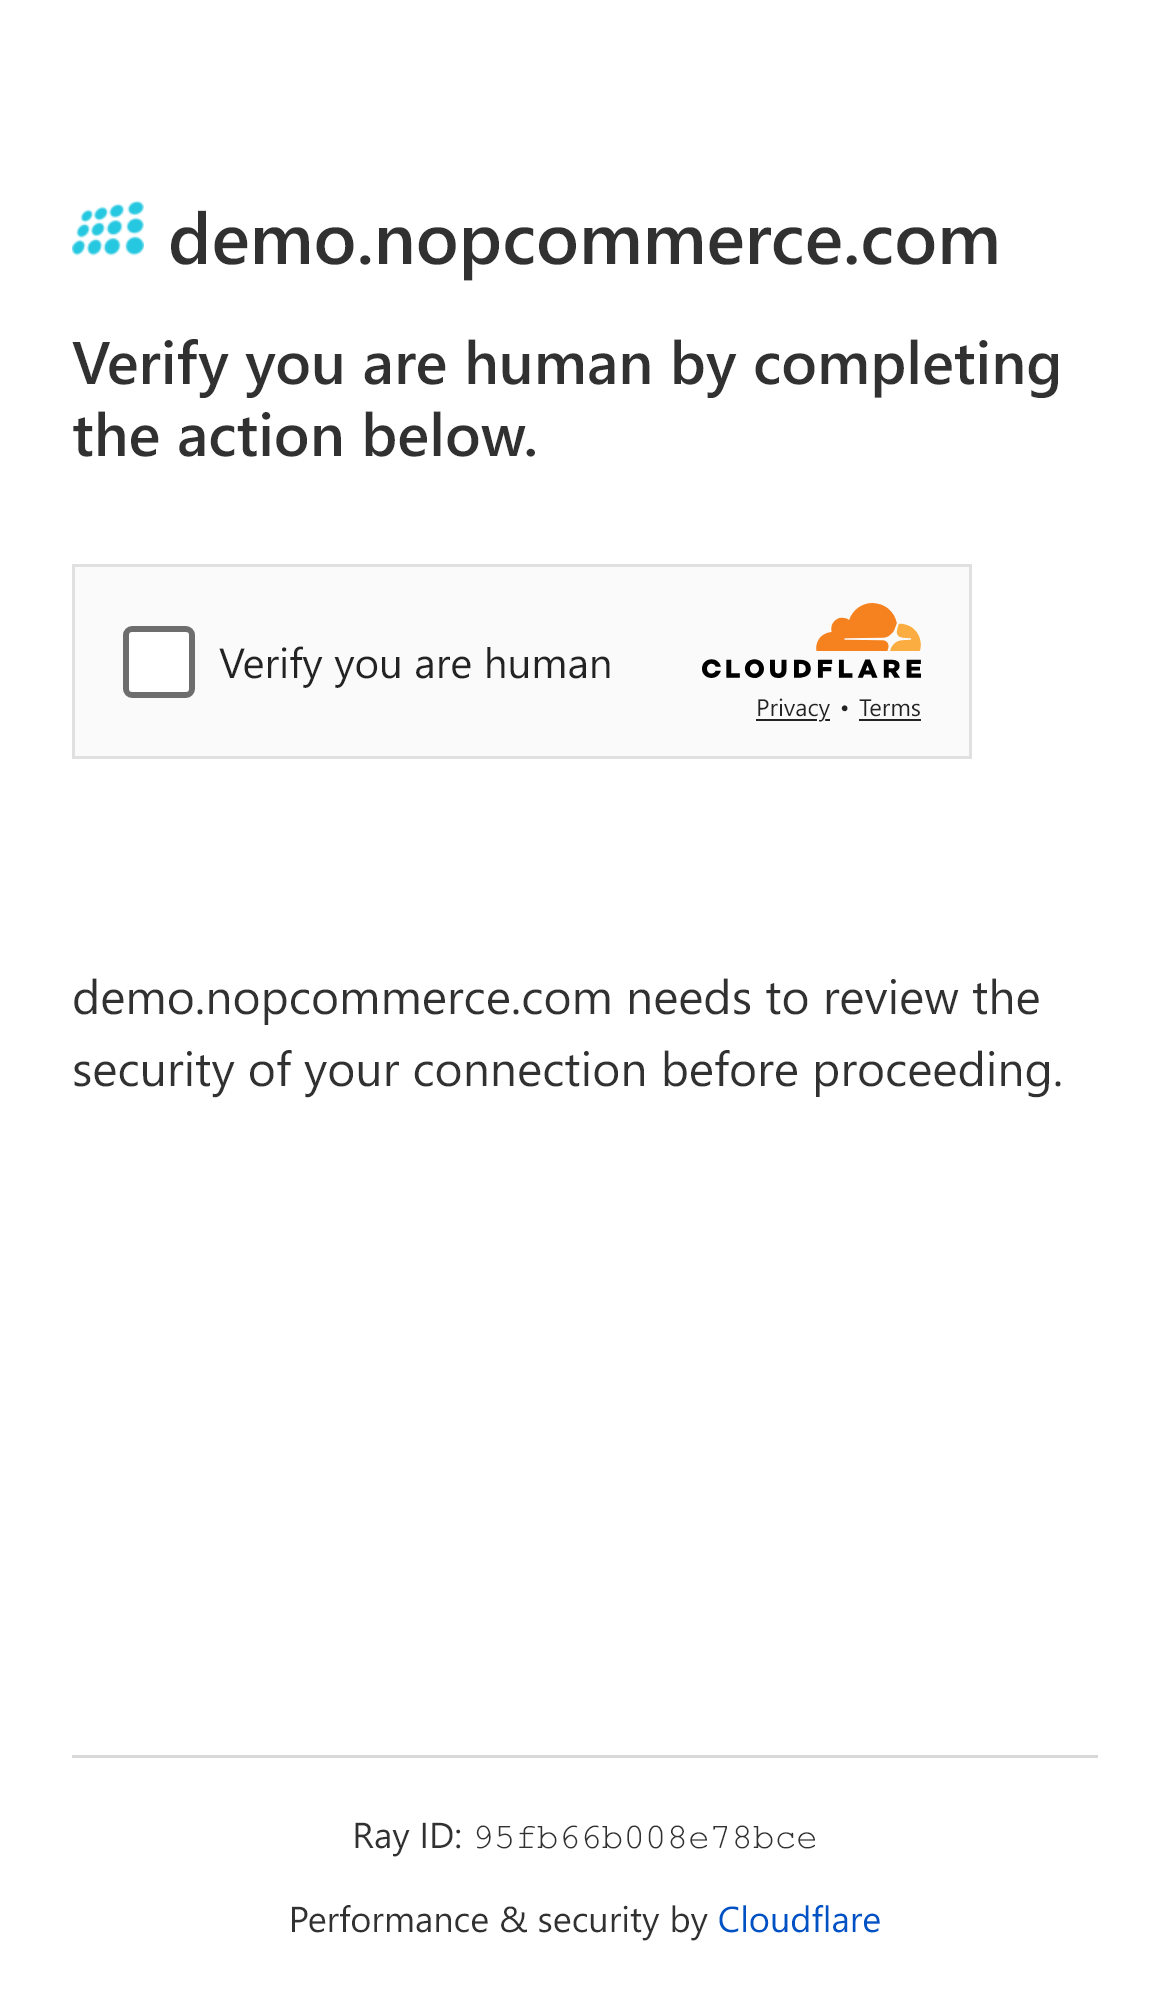 demo.nopcommerce.com
Verify you are human by completing
the action below.
Verify you are human
CLOUDFLARE
Privacy • Terms
demo.nopcommerce.com needs to review the
security of your connection before proceeding.
Ray ID: 95fb66b008e78bce
Performance & security by Cloudflare